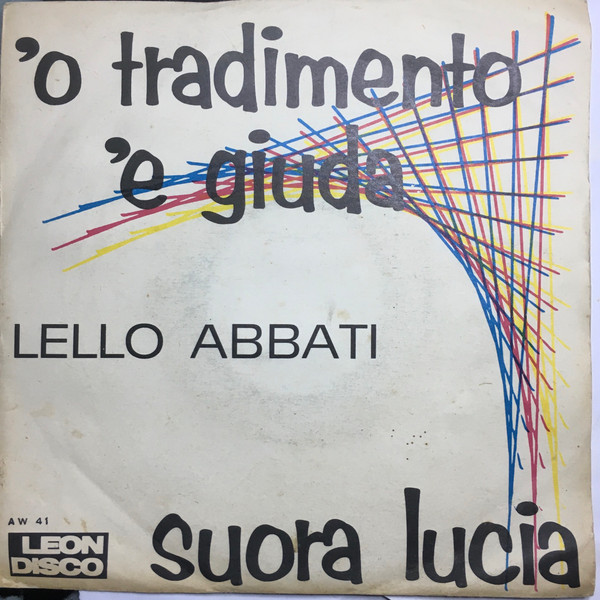 'o tradimento
'e giuda
LELLO ABBATI
AW 41
LEON
DISCO
suora lucia